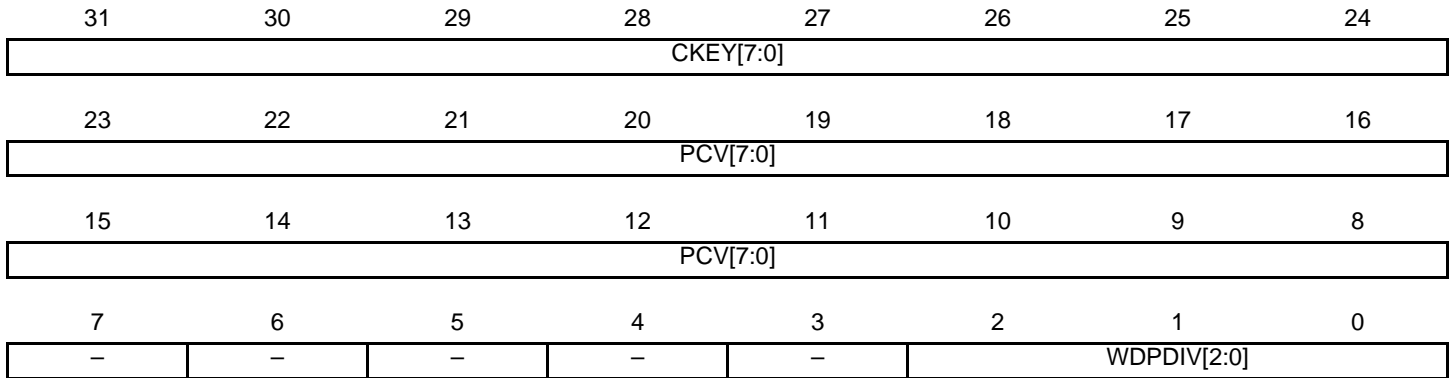 31 30 29 28 27 26 25 24
CKEY[7:0]
23 22 21 20 19 18 17 16
PCV[7:0]
15 14 13 12 11 10 9 8
PCV[7:0]
7 6 5 4 3 2 1 0
– – – – – WDPDIV[2:0]